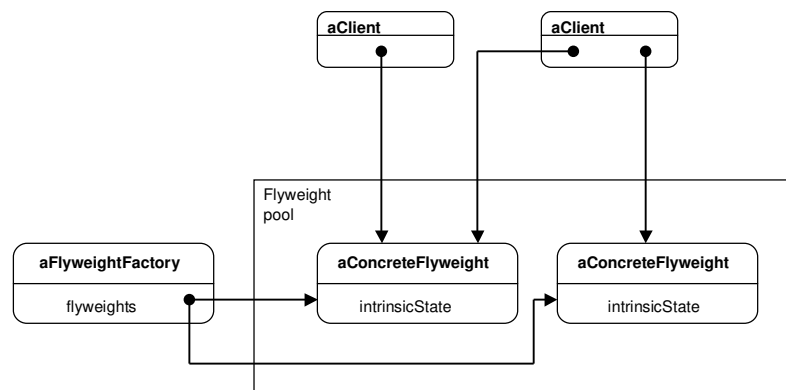 aClient
aClient
Flyweight
pool
aFlyweightFactory
flyweights
aConcreteFlyweight
intrinsicState
aConcreteFlyweight
intrinsicState